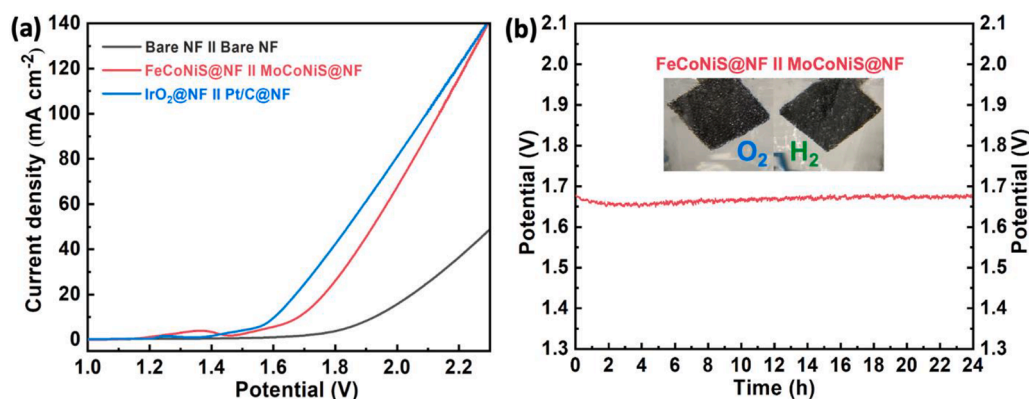 (a)
140
120
100
80
60
40
20
0
Current density (mA cm⁻²)
Bare NF II Bare NF
FeCoNiS@NF II MoCoNiS@NF
IrO₂@NF II Pt/C@NF
1.0 1.2 1.4 1.6 1.8 2.0 2.2
Potential (V)
(b)
2.1
2.0
1.9
1.8
1.7
1.6
1.5
1.4
1.3
Potential (V)
FeCoNiS@NF II MoCoNiS@NF
O₂ H₂
0 2 4 6 8 10 12 14 16 18 20 22 24
Time (h)
2.1
2.0
1.9
1.8
1.7
1.6
1.5
1.4
1.3
Potential (V)